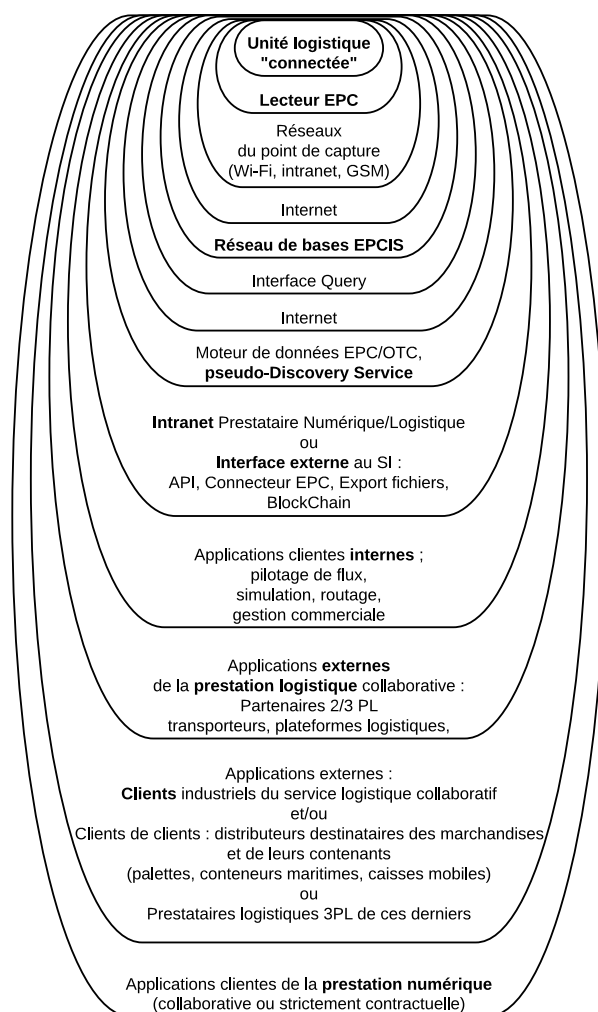 Unité logistique
"connectée"
Lecteur EPC
Réseaux
du point de capture
(Wi-Fi, intranet, GSM)
Internet
Réseau de bases EPCIS
Interface Query
Internet
Moteur de données EPC/OTC,
pseudo-Discovery Service
Intranet Prestataire Numérique/Logistique
ou
Interface externe au SI :
API, Connecteur EPC, Export fichiers,
BlockChain
Applications clientes internes ;
pilotage de flux,
simulation, routage,
gestion commerciale
Applications externes
de la prestation logistique collaborative :
Partenaires 2/3 PL
transporteurs, plateformes logistiques,
Applications externes :
Clients industriels du service logistique collaboratif
et/ou
Clients de clients : distributeurs destinataires des marchandises
et de leurs contenants
(palettes, conteneurs maritimes, caisses mobiles)
ou
Prestataires logistiques 3PL de ces derniers
Applications clientes de la prestation numérique
(collaborative ou strictement contractuelle)